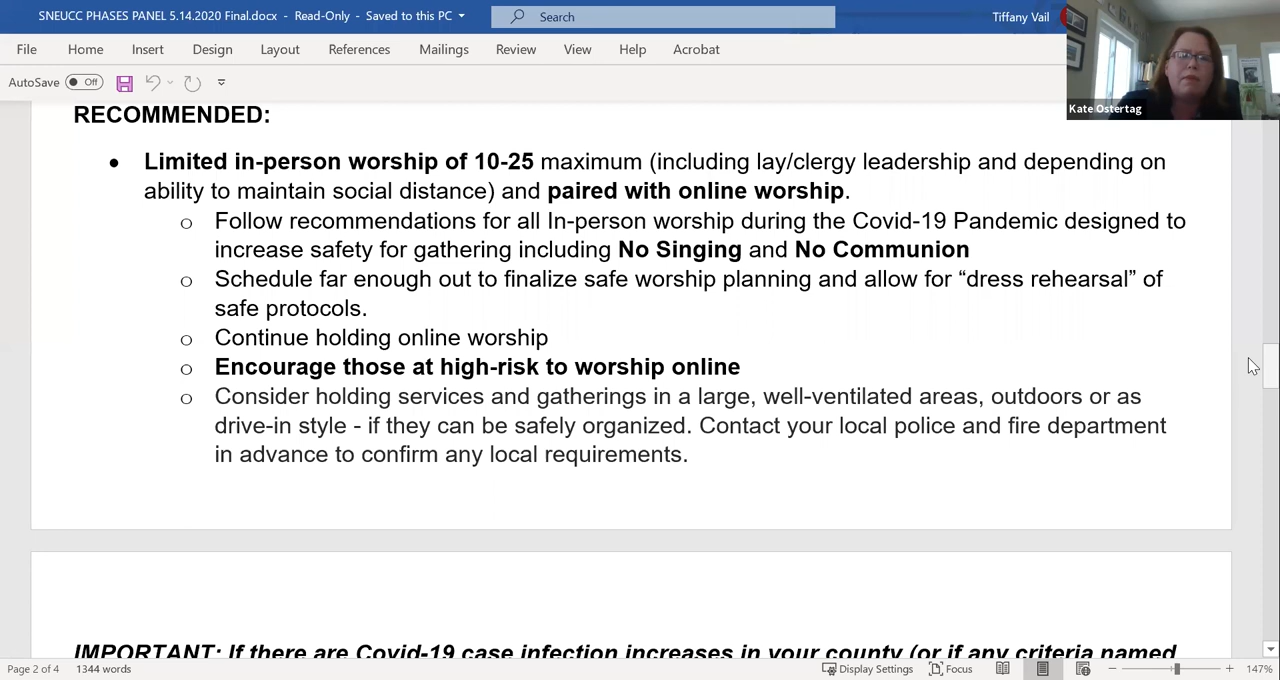 SNEUCC PHASES PANEL 5.14.2020 Final.docx - Read-Only - Saved to this PC
Search
Tiffany Vail
File Home Insert Design Layout References Mailings Review View Help Acrobat
AutoSave Off
Kate Ostertag
RECOMMENDED:
• Limited in-person worship of 10-25 maximum (including lay/clergy leadership and depending on
ability to maintain social distance) and paired with online worship.
o Follow recommendations for all In-person worship during the Covid-19 Pandemic designed to
increase safety for gathering including No Singing and No Communion
o Schedule far enough out to finalize safe worship planning and allow for “dress rehearsal” of
safe protocols.
o Continue holding online worship
o Encourage those at high-risk to worship online
o Consider holding services and gatherings in a large, well-ventilated areas, outdoors or as
drive-in style - if they can be safely organized. Contact your local police and fire department
in advance to confirm any local requirements.
IMPORTANT: If there are Covid-19 case infection increases in your county (or if any criteria named
Page 2 of 4 1344 words Display Settings Focus 147%